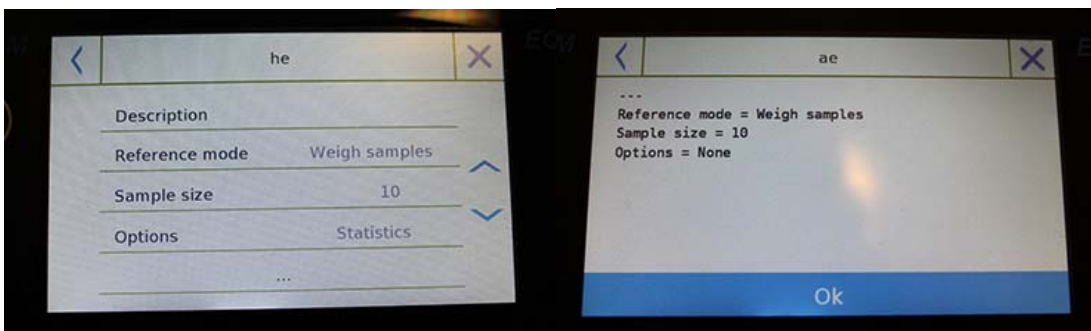 he
Description
Reference mode Weigh samples
Sample size 10
Options Statistics
...
ae
---
Reference mode = Weigh samples
Sample size = 10
Options = None
Ok